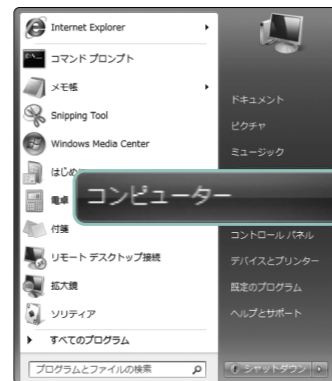 Internet Explorer
コマンド プロンプト
メモ帳
Snipping Tool
Windows Media Center
はじめ
電卓
付箋
リモート デスクトップ接続
拡大鏡
ソリティア
すべてのプログラム
プログラムとファイルの検索
ドキュメント
ピクチャ
ミュージック
コンピューター
コントロール パネル
デバイスとプリンター
既定のプログラム
ヘルプとサポート
シャットダウン